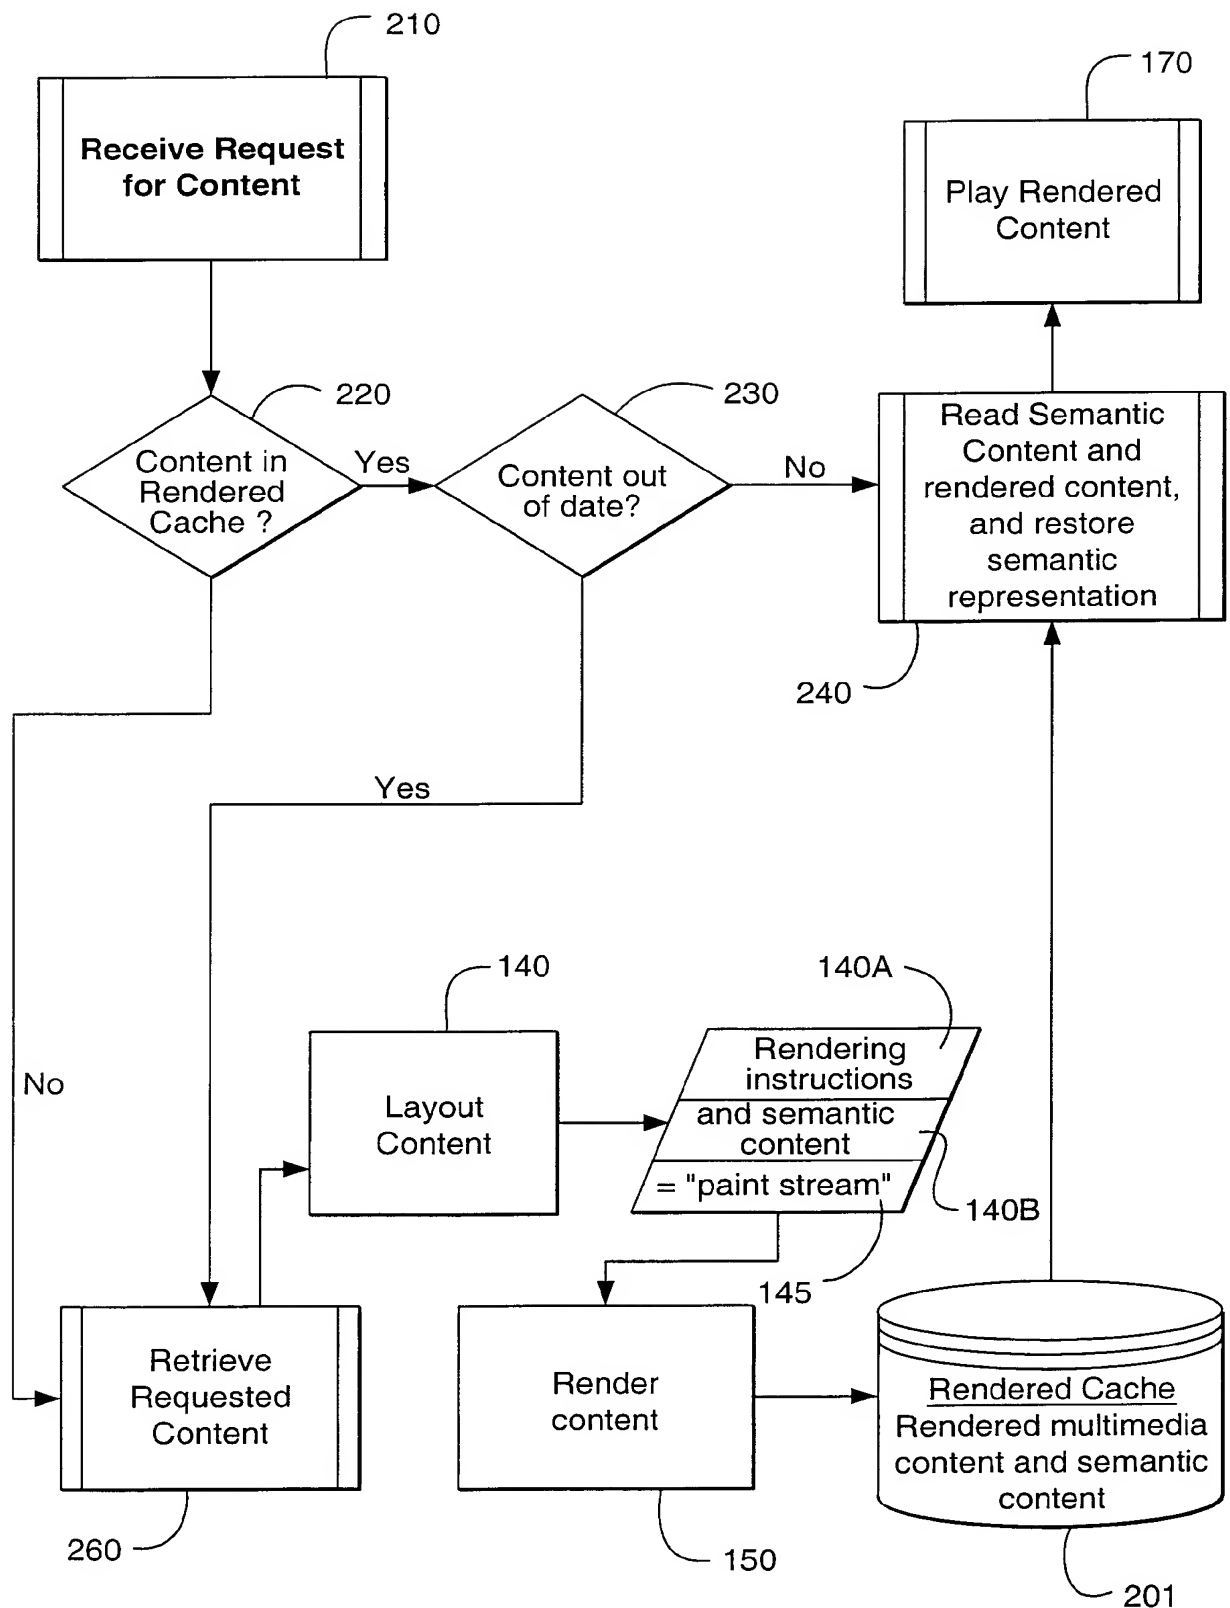 210
Receive Request
for Content
170
Play Rendered
Content
220
Content in
Rendered
Cache ?
Yes
230
Content out
of date?
No
Read Semantic
Content and
rendered content,
and restore
semantic
representation
240
Yes
No
140
Layout
Content
140A
Rendering
instructions
and semantic
content
= "paint stream"
140B
145
Retrieve
Requested
Content
260
Render
content
150
Rendered Cache
Rendered multimedia
content and semantic
content
201